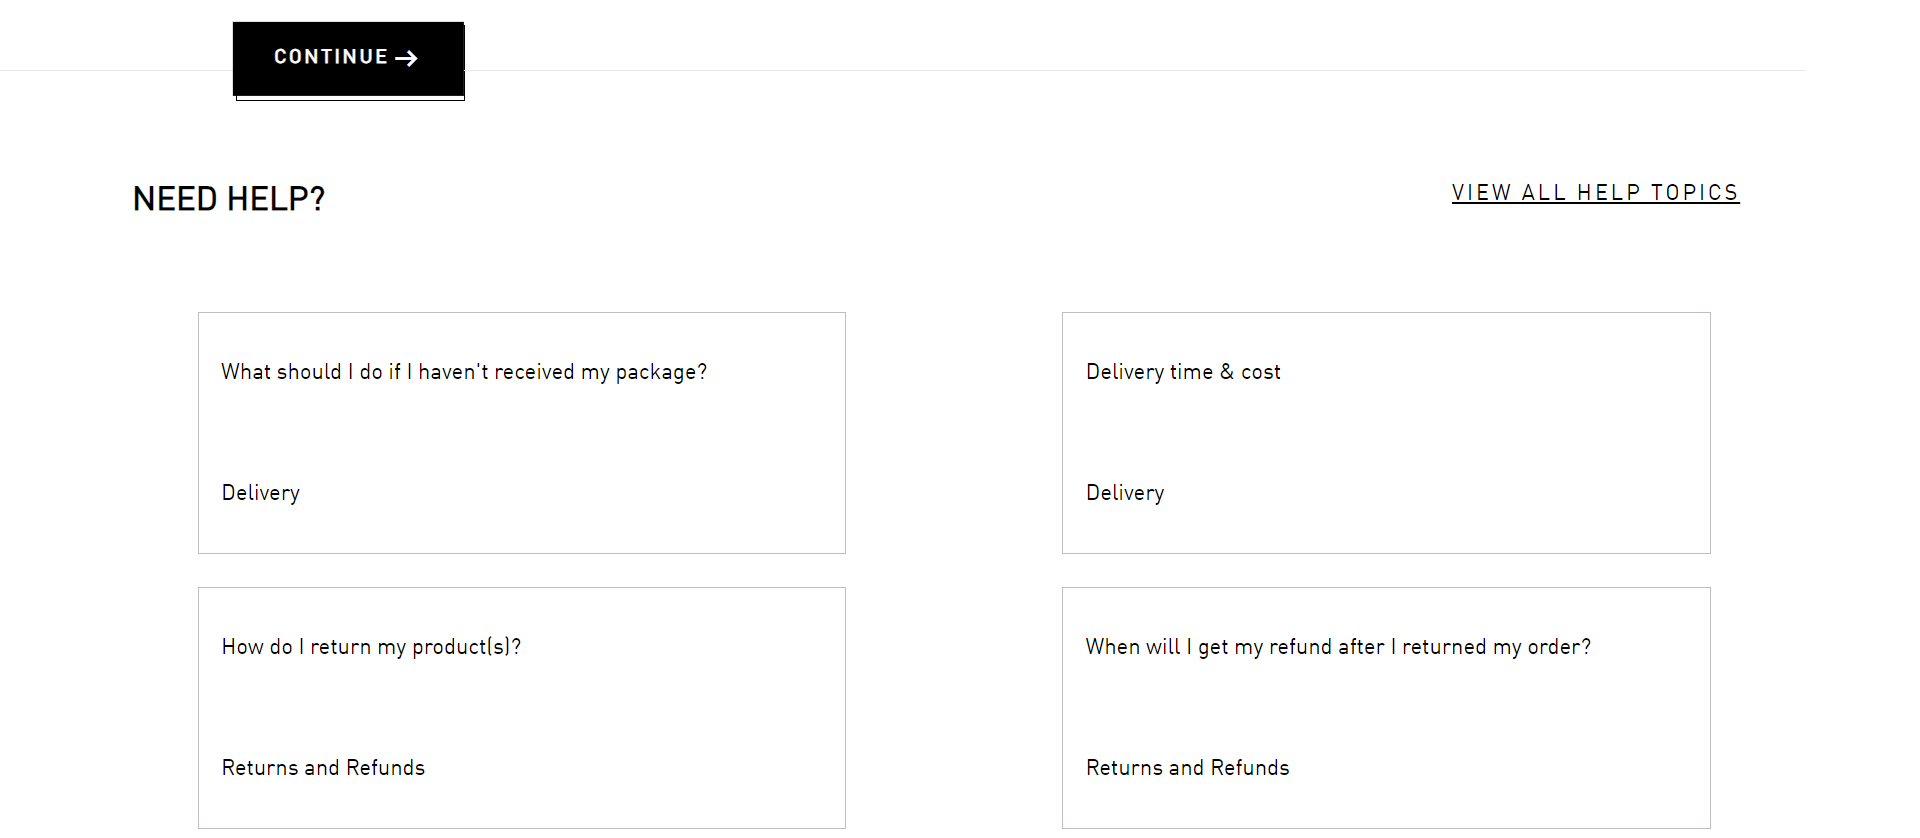 CONTINUE
NEED HELP?
VIEW ALL HELP TOPICS
What should I do if I haven't received my package?
Delivery
Delivery time & cost
Delivery
How do I return my product(s)?
Returns and Refunds
When will I get my refund after I returned my order?
Returns and Refunds